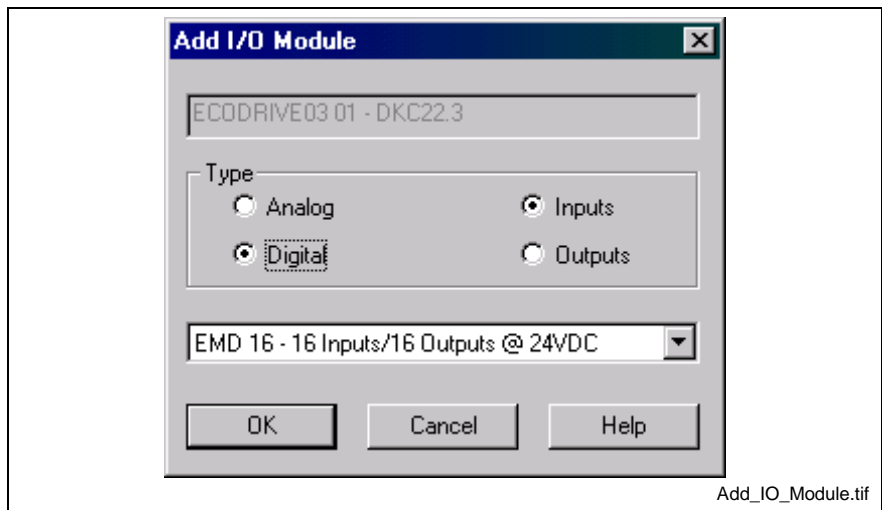 Add I/O Module
ECODRIVE03 01 - DKC22.3
Type
Analog
Inputs
Digital
Outputs
EMD 16 - 16 Inputs/16 Outputs @ 24VDC
OK
Cancel
Help
Add_IO_Module.tif